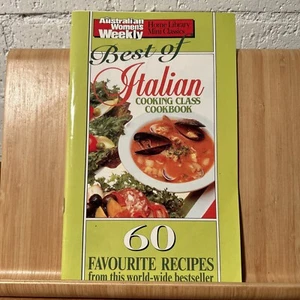 Australian Women's
Weekly
Home Library
Mini Classics
Best of
Italian
COOKING CLASS
COOKBOOK
60
FAVOURITE RECIPES
from this world-wide bestseller